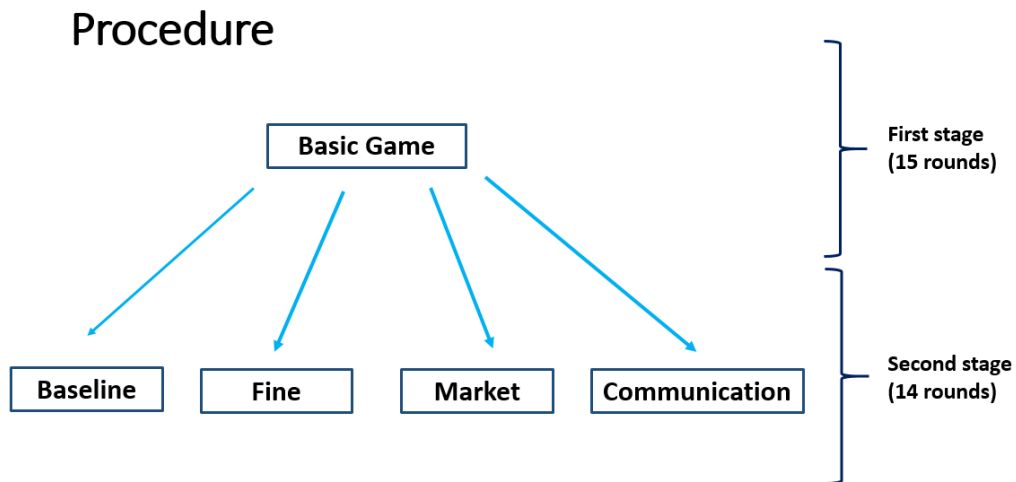 Procedure
Basic Game
First stage
(15 rounds)
Baseline
Fine
Market
Communication
Second stage
(14 rounds)